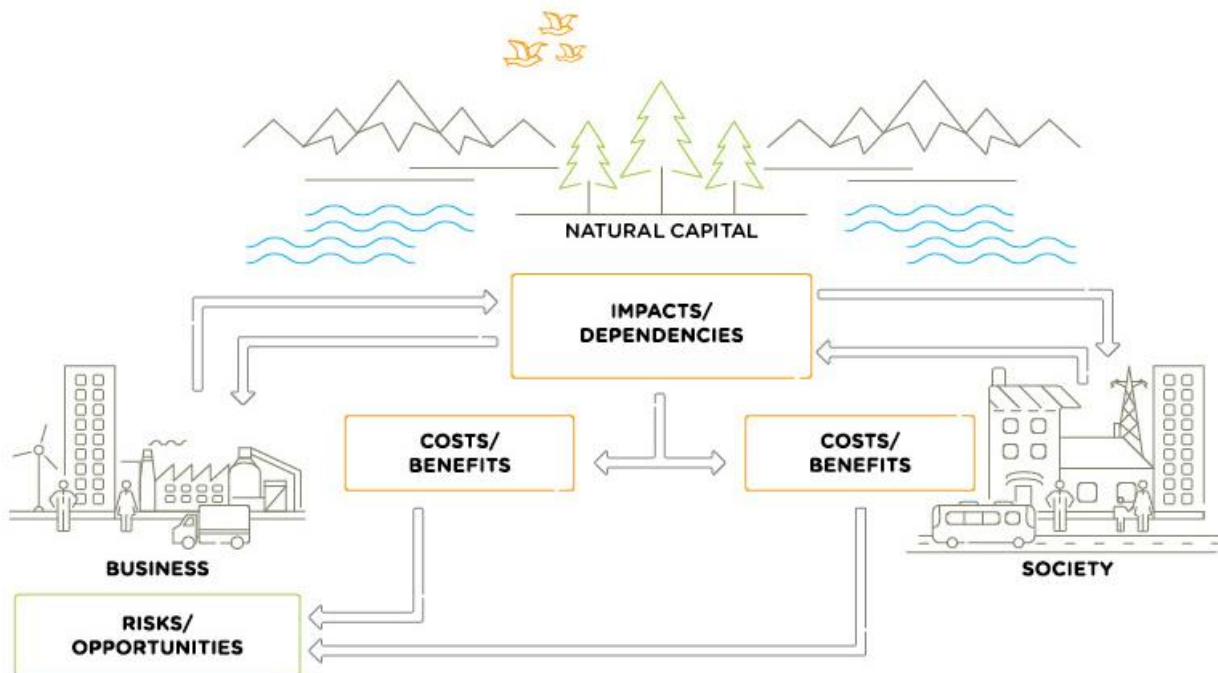 NATURAL CAPITAL
IMPACTS/
DEPENDENCIES
COSTS/
BENEFITS
COSTS/
BENEFITS
BUSINESS
SOCIETY
RISKS/
OPPORTUNITIES